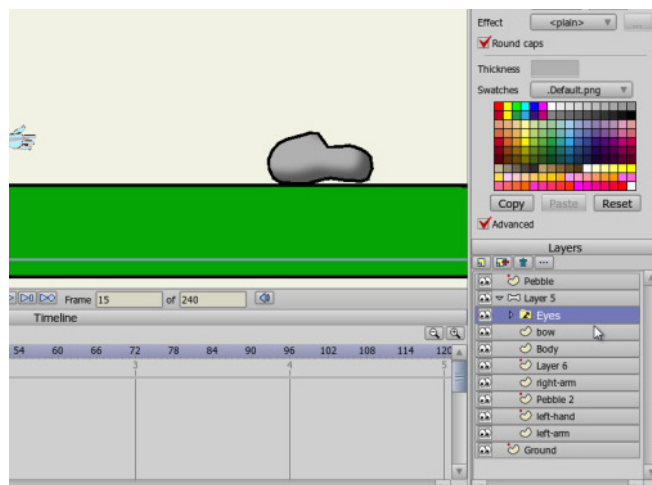 Effect <plain> ...
Round caps
Thickness
Swatches .Default.png
Copy Paste Reset
Advanced
Layers
...
Pebble
Layer 5
Eyes
bow
Body
Layer 6
right-arm
Pebble 2
left-hand
left-arm
Ground
Frame 15 of 240
Timeline
54 60 66 72 78 84 90 96 102 108 114 120
3 4 5